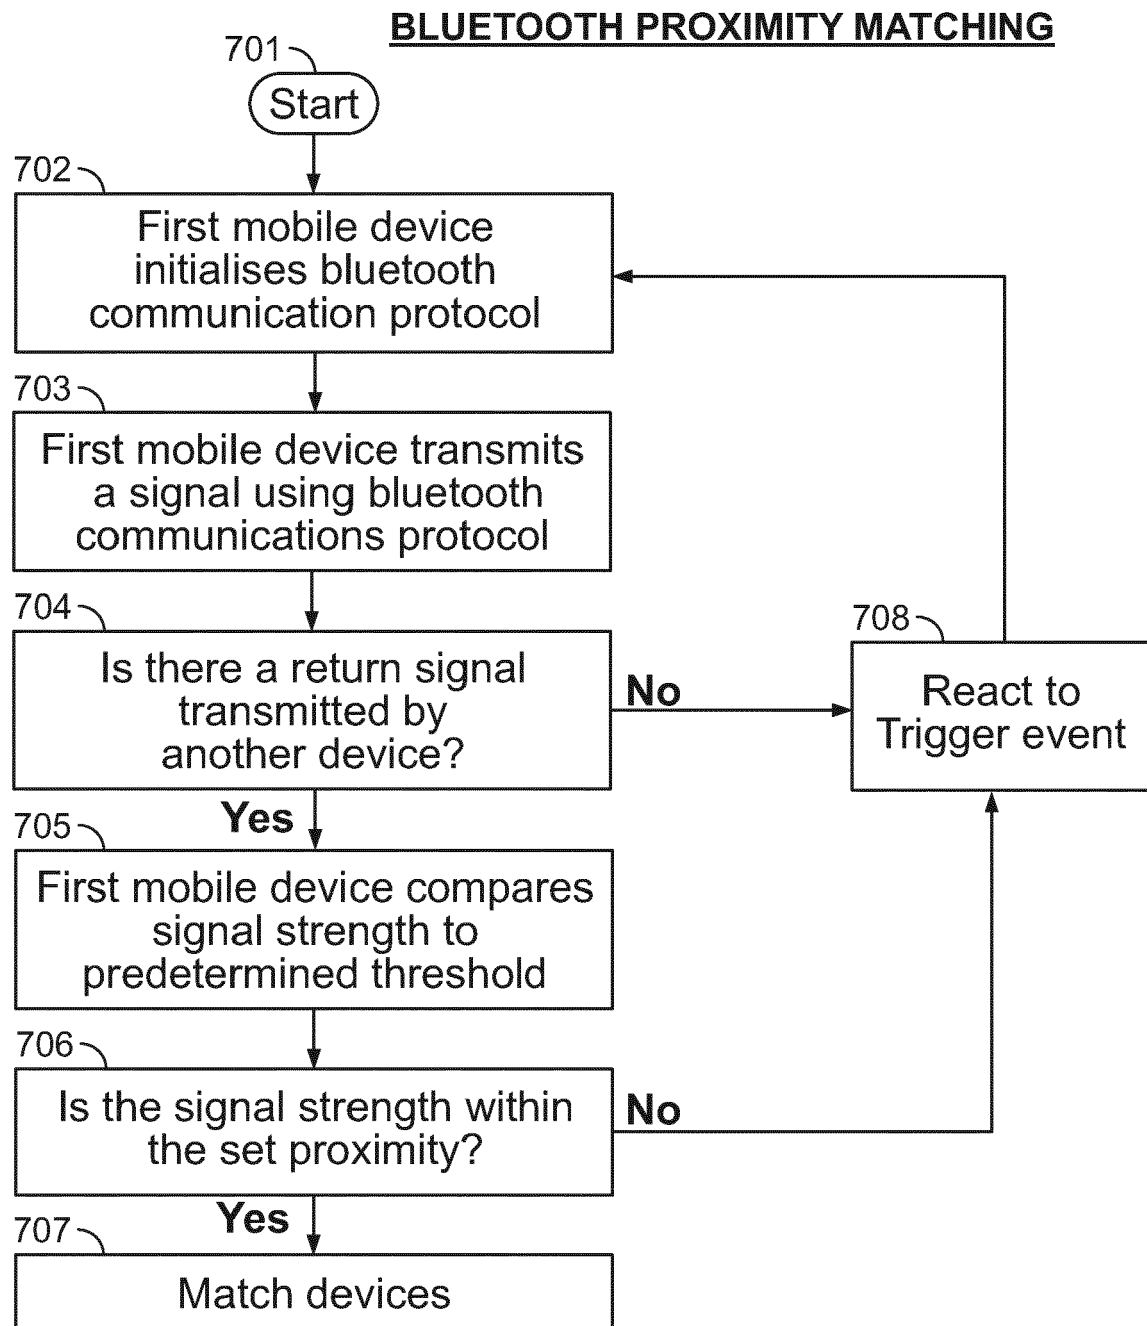 BLUETOOTH PROXIMITY MATCHING
701
Start
702
First mobile device
initialises bluetooth
communication protocol
703
First mobile device transmits
a signal using bluetooth
communications protocol
704
Is there a return signal
transmitted by
another device?
No
708
React to
Trigger event
Yes
705
First mobile device compares
signal strength to
predetermined threshold
706
Is the signal strength within
the set proximity?
No
Yes
707
Match devices